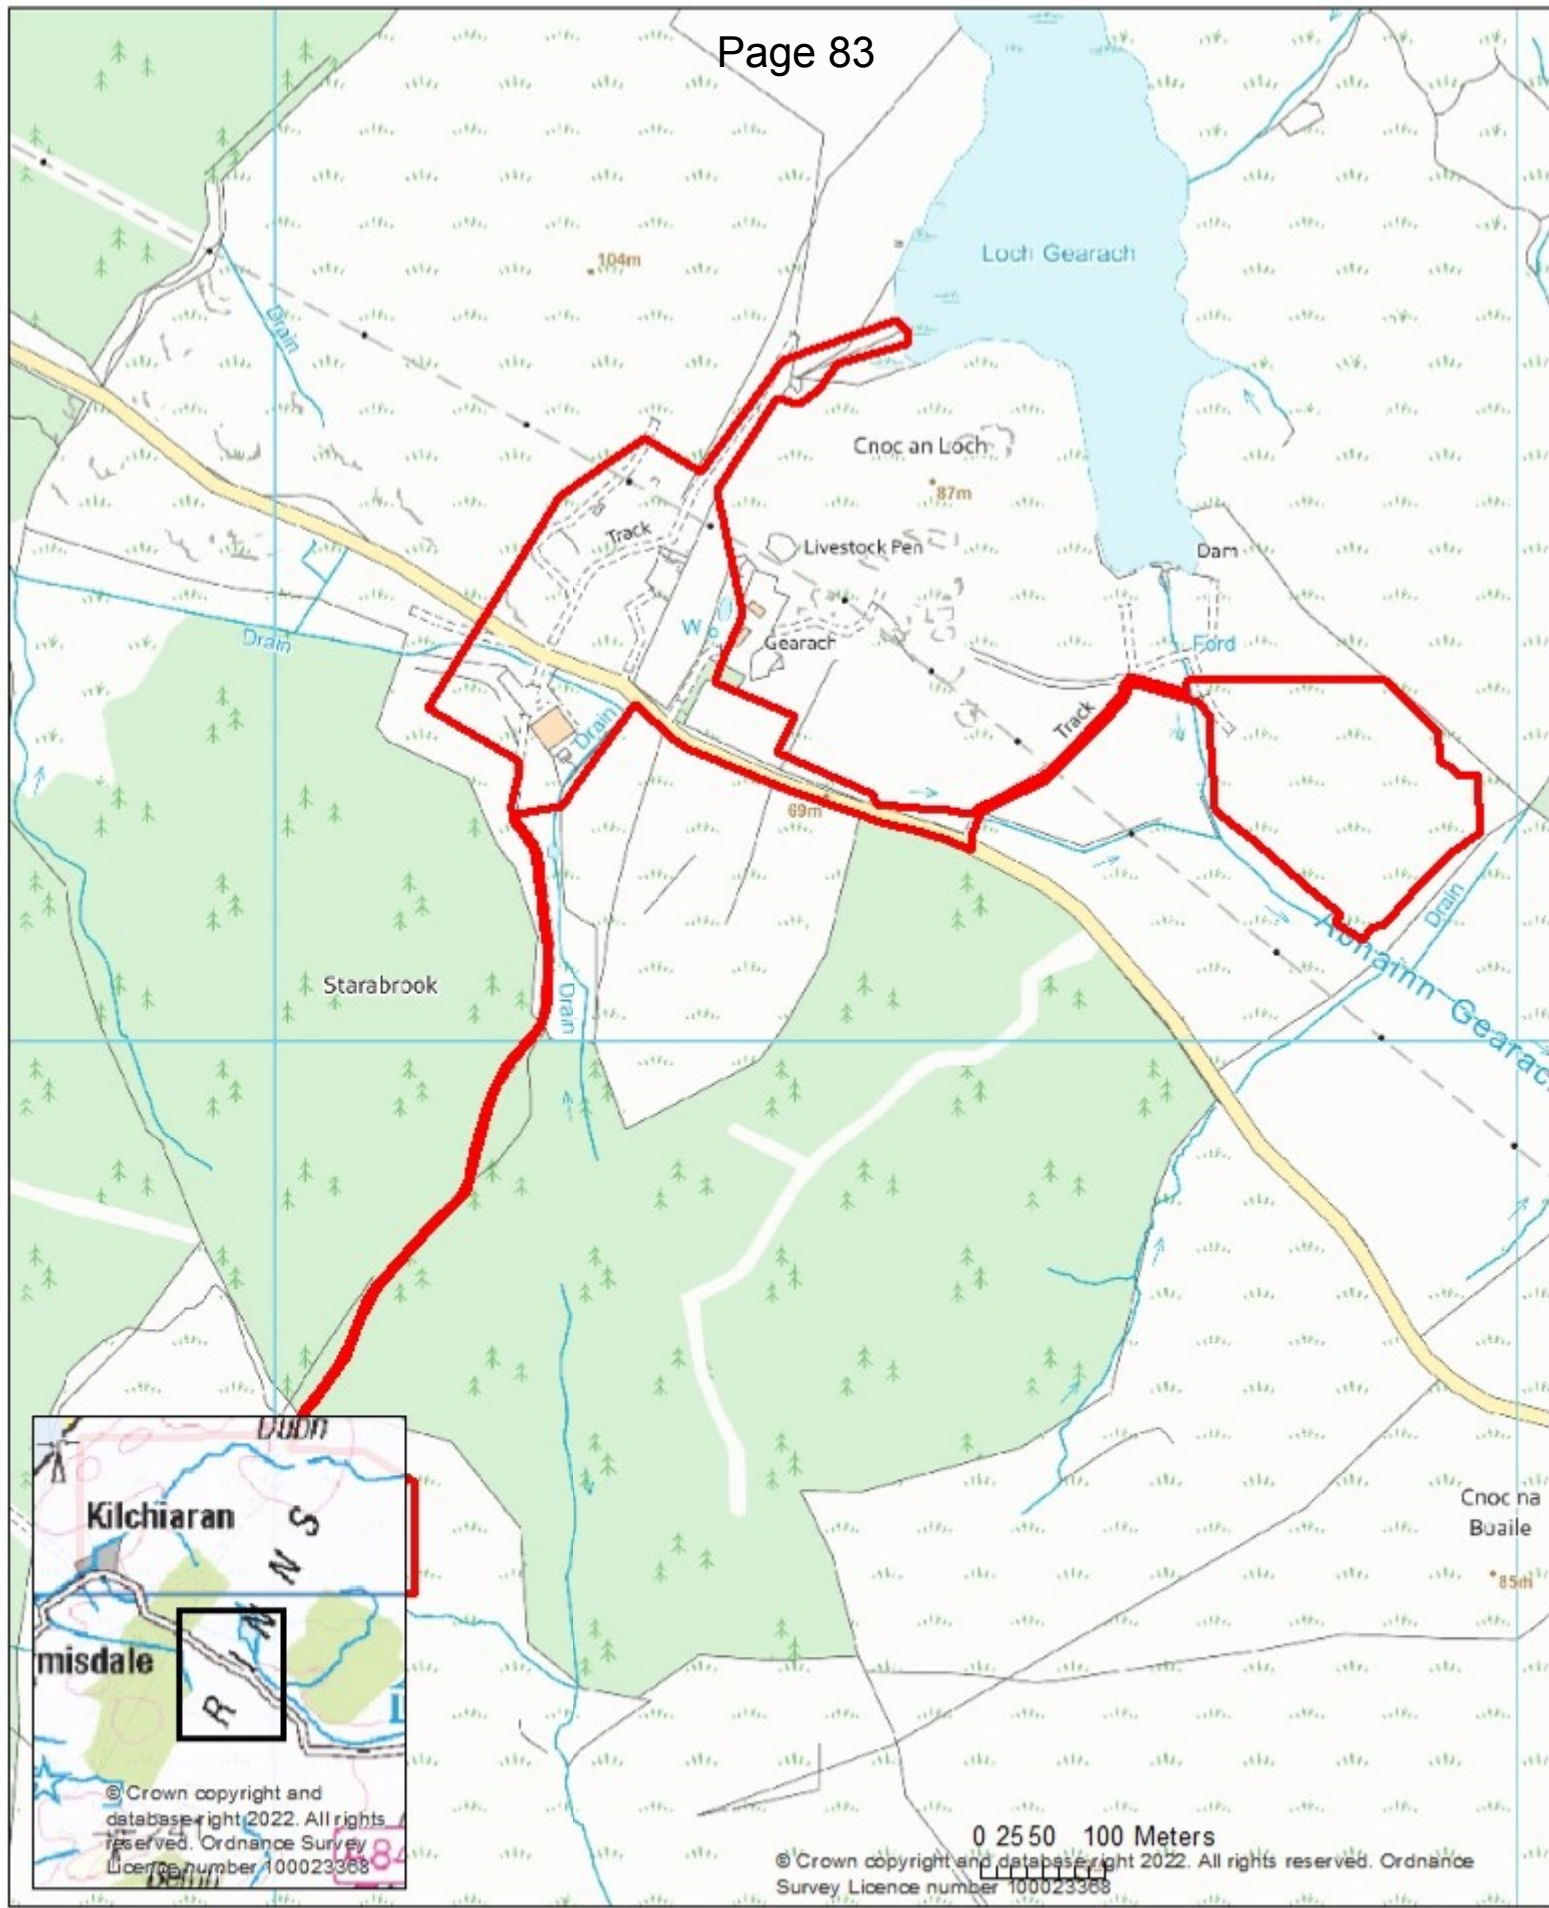 Page 83
Loch Gearach
104m
Drain
Cnoc an Loch
87m
Track
Livestock Pen
Dam
Drain
W
Gearach
Ford
Drain
Track
69m
Drain
Abhainn Gearach
Starabrook
Drain
Dubh
Kilchiaran
RINNS
misdale
© Crown copyright and
database right 2022. All rights
reserved. Ordnance Survey
Licence number 100023368
Cnoc na
Buaile
85m
0 25 50 100 Meters
© Crown copyright and database right 2022. All rights reserved. Ordnance
Survey Licence number 100023368